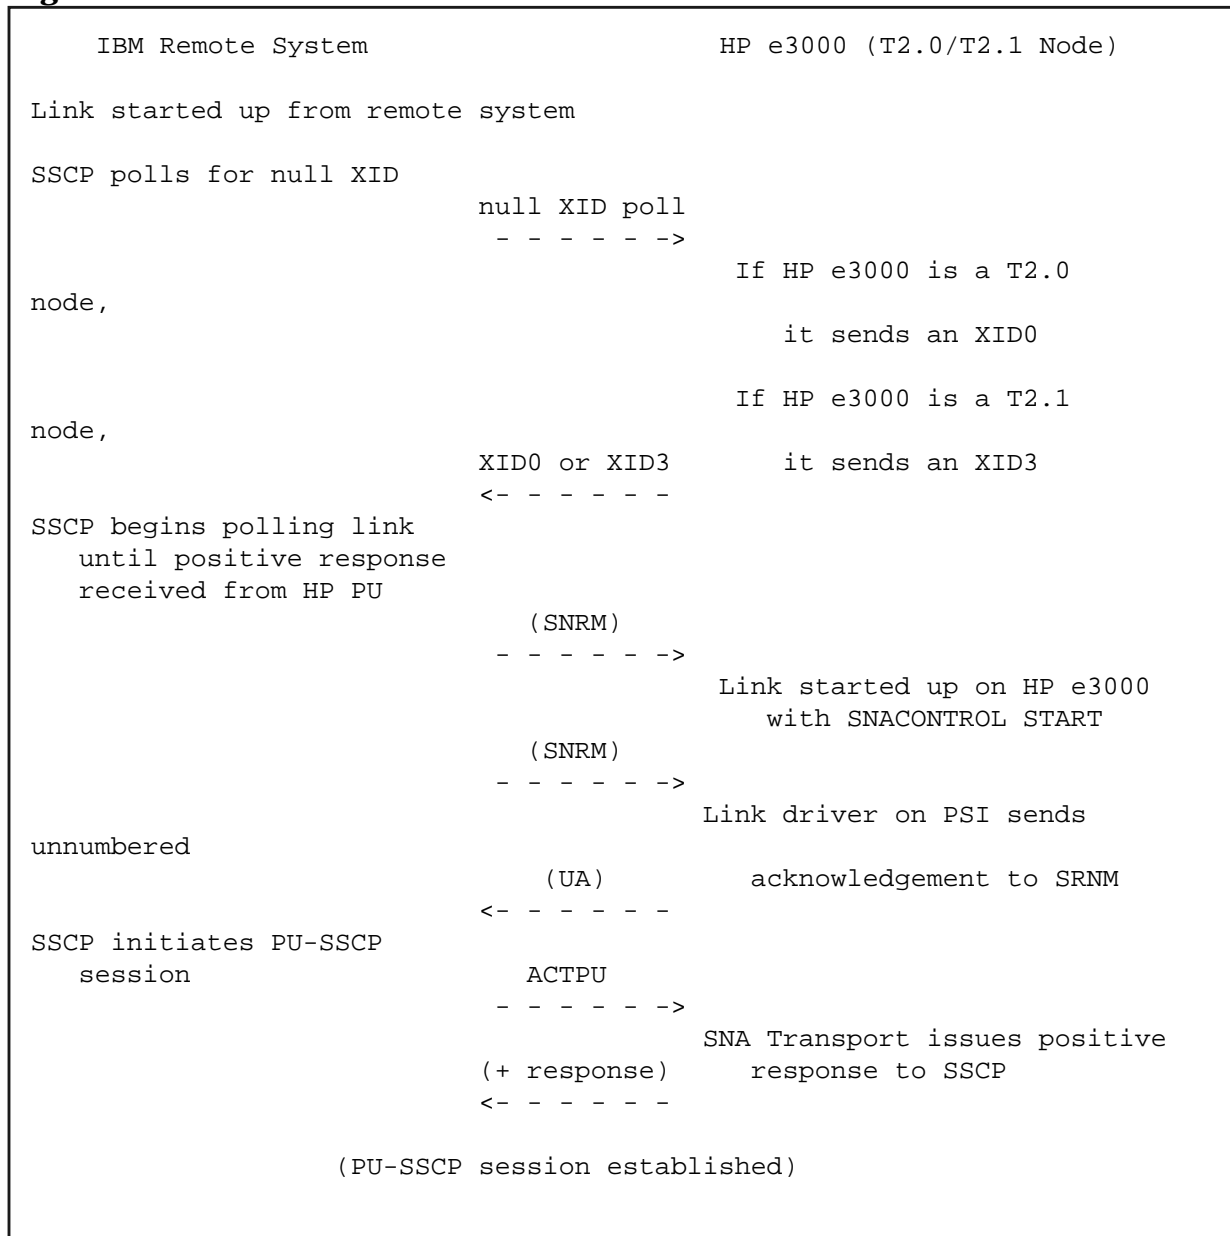 IBM Remote System HP e3000 (T2.0/T2.1 Node)
Link started up from remote system
SSCP polls for null XID
null XID poll
- - - - - ->
If HP e3000 is a T2.0
node,
it sends an XID0
If HP e3000 is a T2.1
node,
XID0 or XID3 it sends an XID3
<- - - - - -
SSCP begins polling link
until positive response
received from HP PU
(SNRM)
- - - - - ->
Link started up on HP e3000
with SNACONTROL START
(SNRM)
- - - - - ->
Link driver on PSI sends
unnumbered
(UA) acknowledgement to SRNM
<- - - - - -
SSCP initiates PU-SSCP
session ACTPU
- - - - - ->
SNA Transport issues positive
(+ response) response to SSCP
<- - - - - -
(PU-SSCP session established)